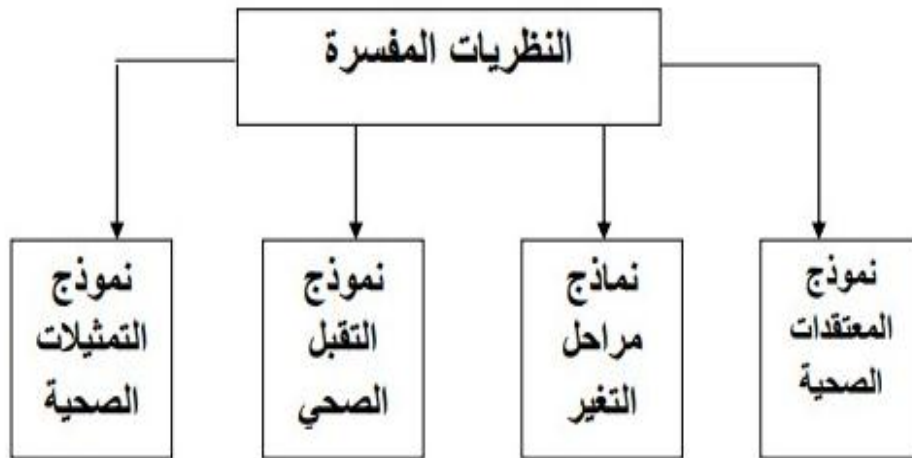 النظريات المفسرة
نموذج
المعتقدات
الصحية
نماذج
مراحل
التغير
نموذج
التقبل
الصحي
نموذج
التمثيلات
الصحية